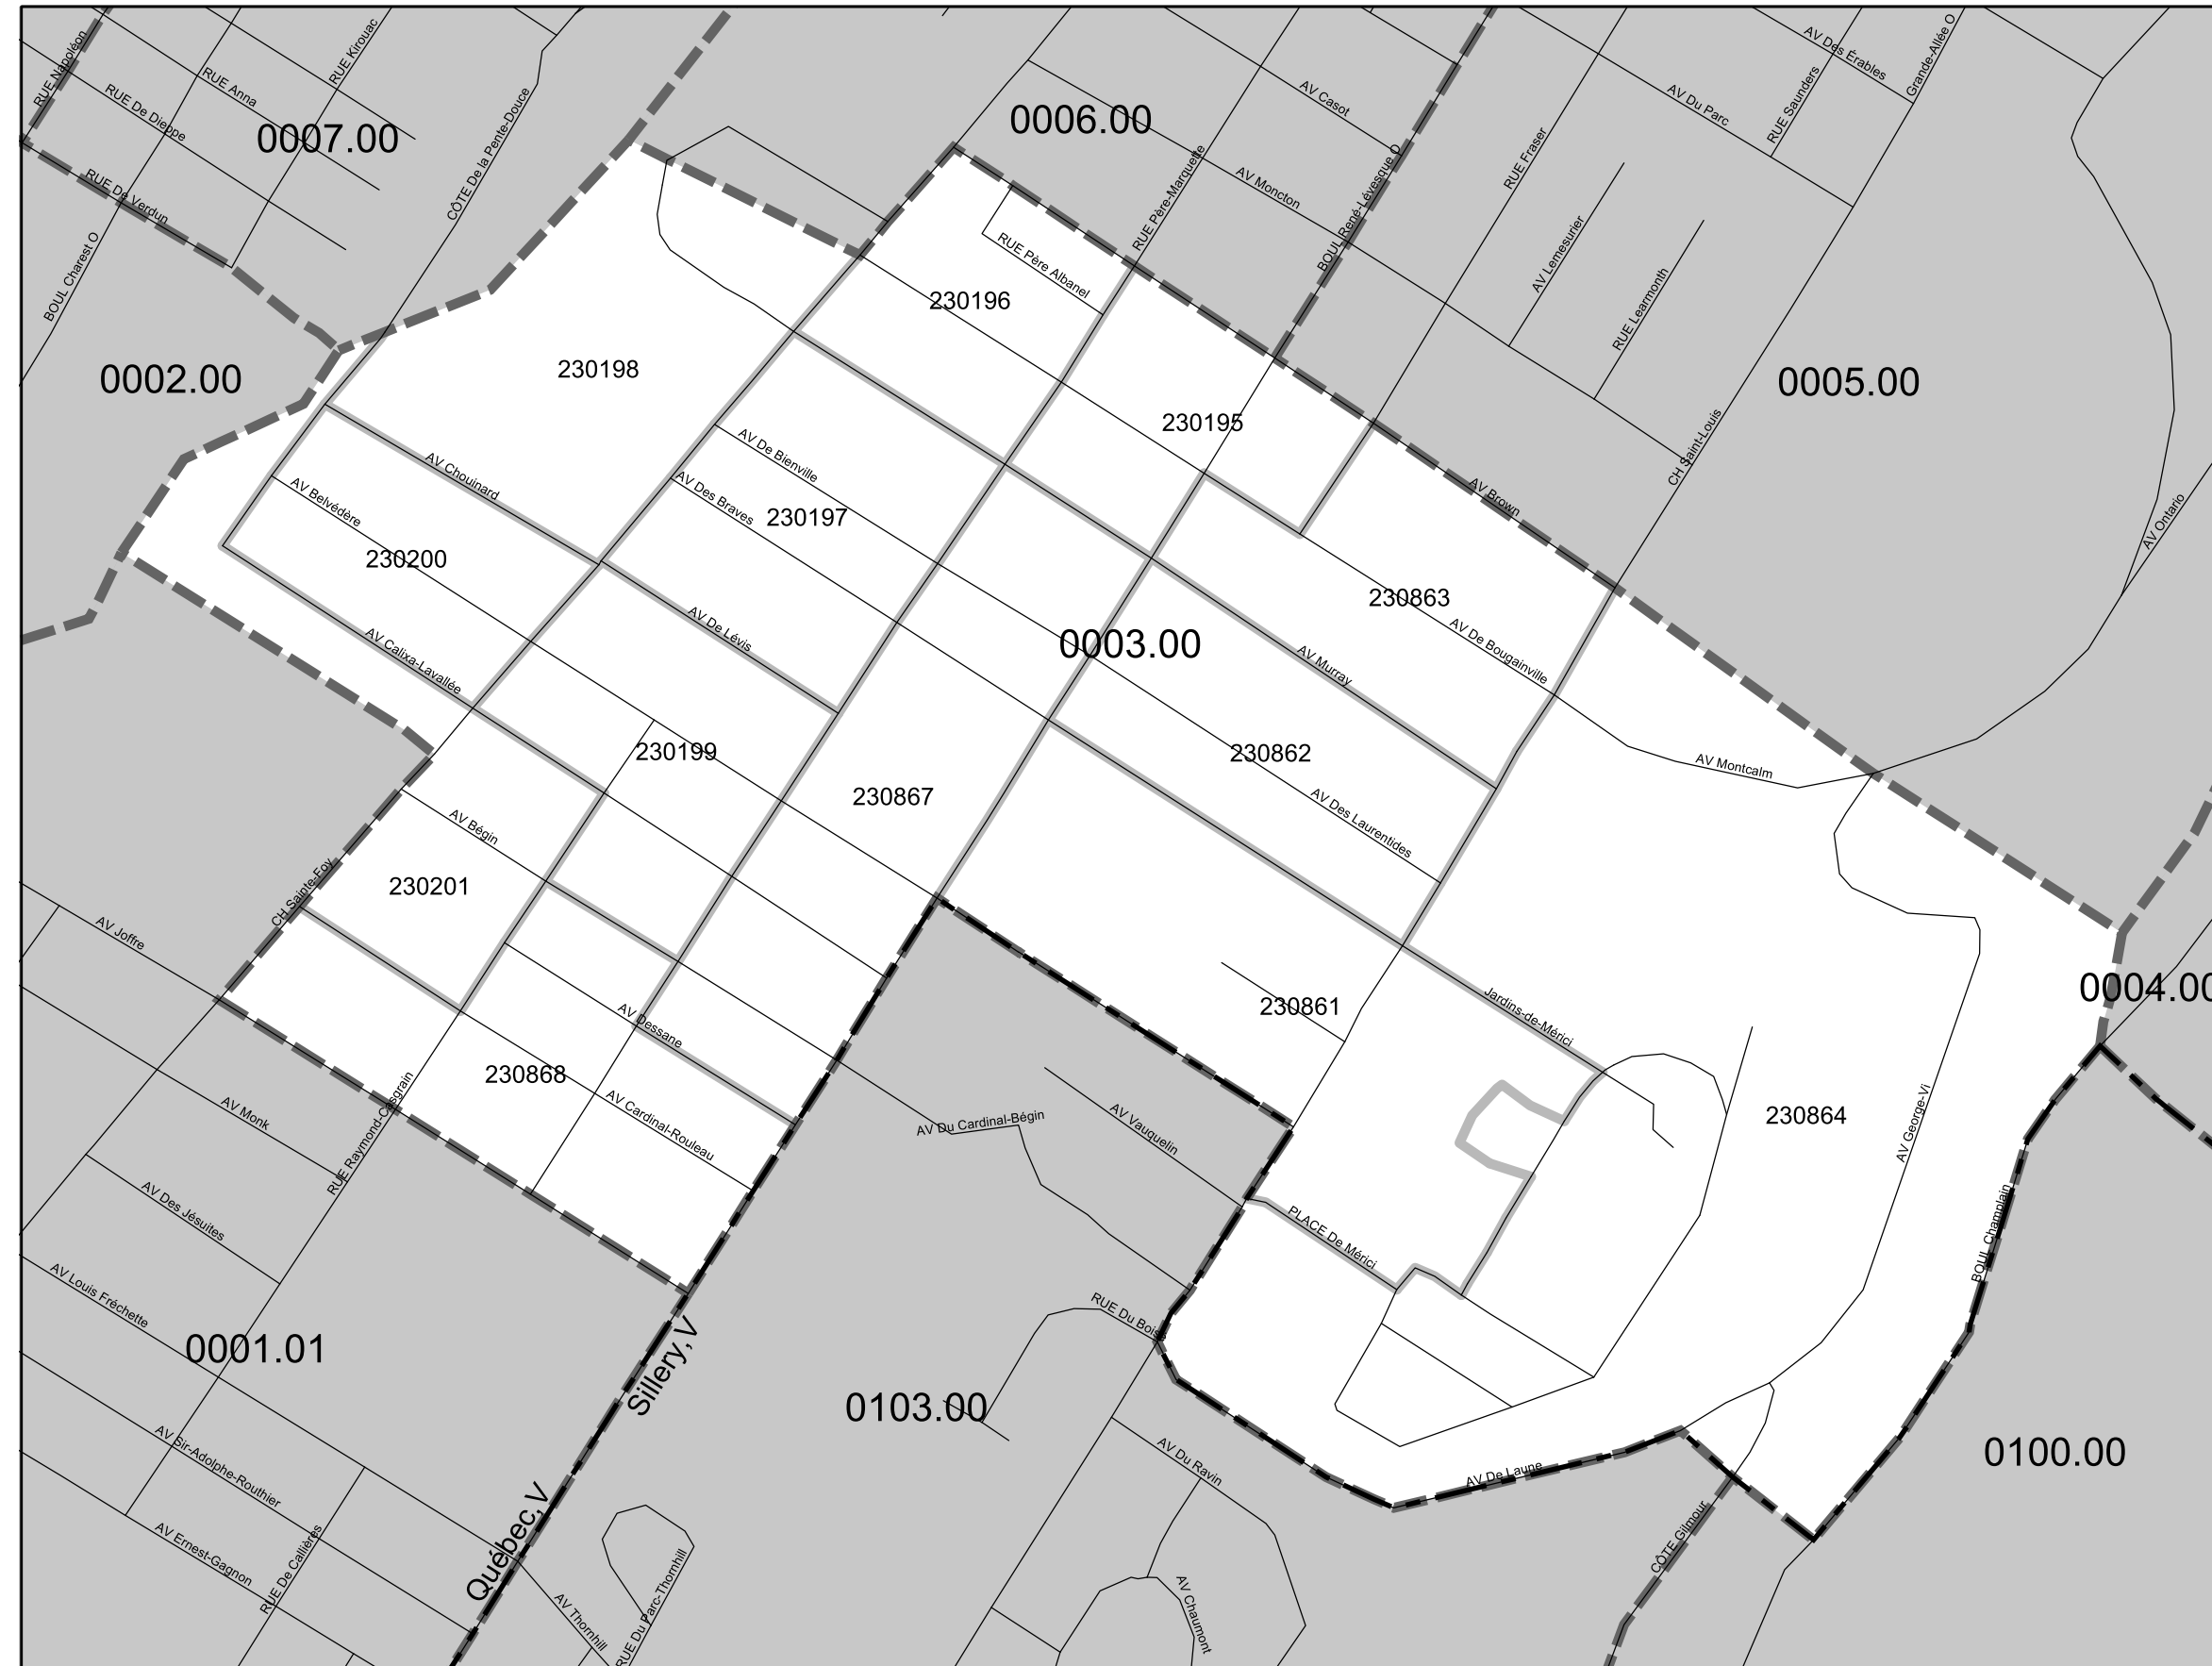 RUE Napoléon
RUE Anna
RUE Kirouac
RUE De Dieppe
0007.00
CÔTE De la Pente-Douce
RUE De Verdun
BOUL Charest O
0002.00
0006.00
AV Casot
AV Moncton
RUE Père-Marquette
BOUL René-Lévesque O
RUE Fraser
AV Du Parc
RUE Saunders
AV Des Érables
Grande-Allée O
AV Lemesurier
RUE Learmonth
CH Saint-Louis
0005.00
AV Ontario
RUE Père Albanel
230196
230198
230195
AV Brown
AV Chouinard
AV De Bienville
AV Des Braves
230197
AV Belvédère
230200
230863
AV De Bougainville
AV De Lévis
0003.00
AV Murray
AV Calixa-Lavallée
230199
230862
AV Montcalm
230867
AV Des Laurentides
AV Bégin
230201
CH Sainte-Foy
AV Joffre
0004.00
230861
Jardins-de-Mérici
AV Dessane
230868
AV Cardinal-Rouleau
AV Monk
RUE Raymond-Casgrain
AV Du Cardinal-Bégin
AV Vauquelin
230864
AV George-Vi
AV Des Jésuites
PLACE De Mérici
BOUL Champlain
AV Louis Fréchette
0001.01
RUE Du Boisé
Sillery, V
0103.00
0100.00
AV Du Ravin
AV De Laune
AV Sir-Adolphe-Routhier
Québec, V
CÔTE Gilmour
AV Ernest-Gagnon
RUE De Callières
AV Thornhill
RUE Du Parc-Thornhill
AV Chaumont